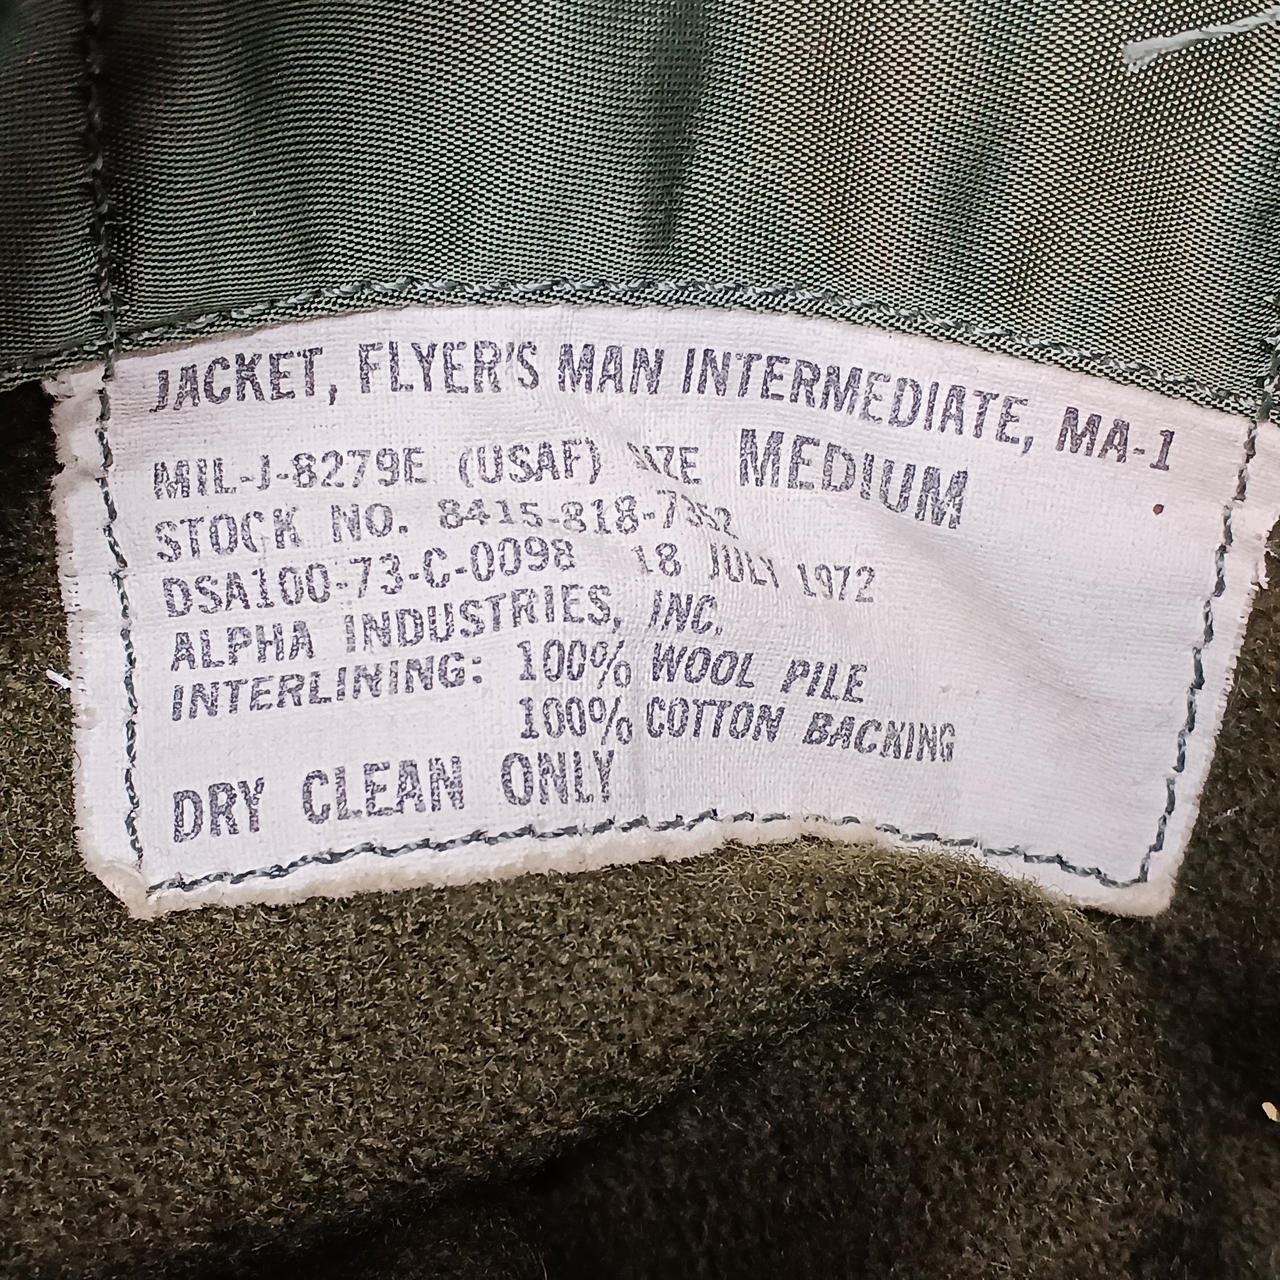 JACKET, FLYER'S MAN INTERMEDIATE, MA-1
MIL-J-8279E (USAF) SIZE MEDIUM
STOCK NO. 8415-818-7352
DSA100-73-C-0098 18 JULY 1972
ALPHA INDUSTRIES, INC.
INTERLINING: 100% WOOL PILE
100% COTTON BACKING
DRY CLEAN ONLY